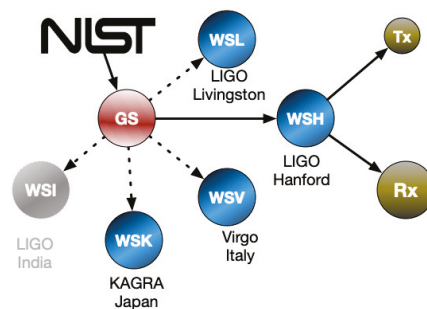 NIST
WSL
Tx
LIGO
Livingston
GS
WSH
LIGO
Hanford
WSI
WSV
Rx
LIGO
India
WSK
Virgo
Italy
KAGRA
Japan